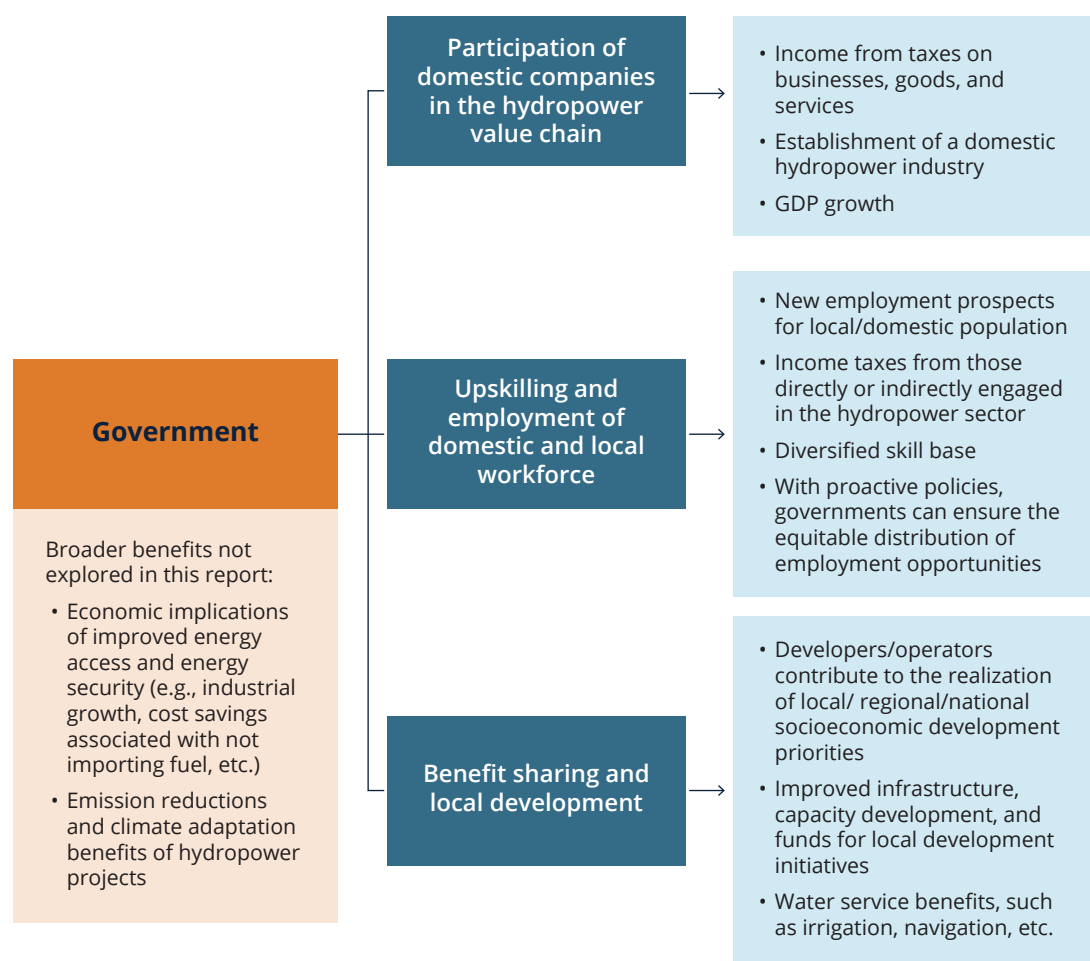 Participation of
domestic companies
in the hydropower
value chain
• Income from taxes on
businesses, goods, and
services
• Establishment of a domestic
hydropower industry
• GDP growth
Government
Broader benefits not
explored in this report:
• Economic implications
of improved energy
access and energy
security (e.g., industrial
growth, cost savings
associated with not
importing fuel, etc.)
• Emission reductions
and climate adaptation
benefits of hydropower
projects
Upskilling and
employment of
domestic and local
workforce
• New employment prospects
for local/domestic population
• Income taxes from those
directly or indirectly engaged
in the hydropower sector
• Diversified skill base
• With proactive policies,
governments can ensure the
equitable distribution of
employment opportunities
Benefit sharing and
local development
• Developers/operators
contribute to the realization
of local/ regional/national
socioeconomic development
priorities
• Improved infrastructure,
capacity development, and
funds for local development
initiatives
• Water service benefits, such
as irrigation, navigation, etc.